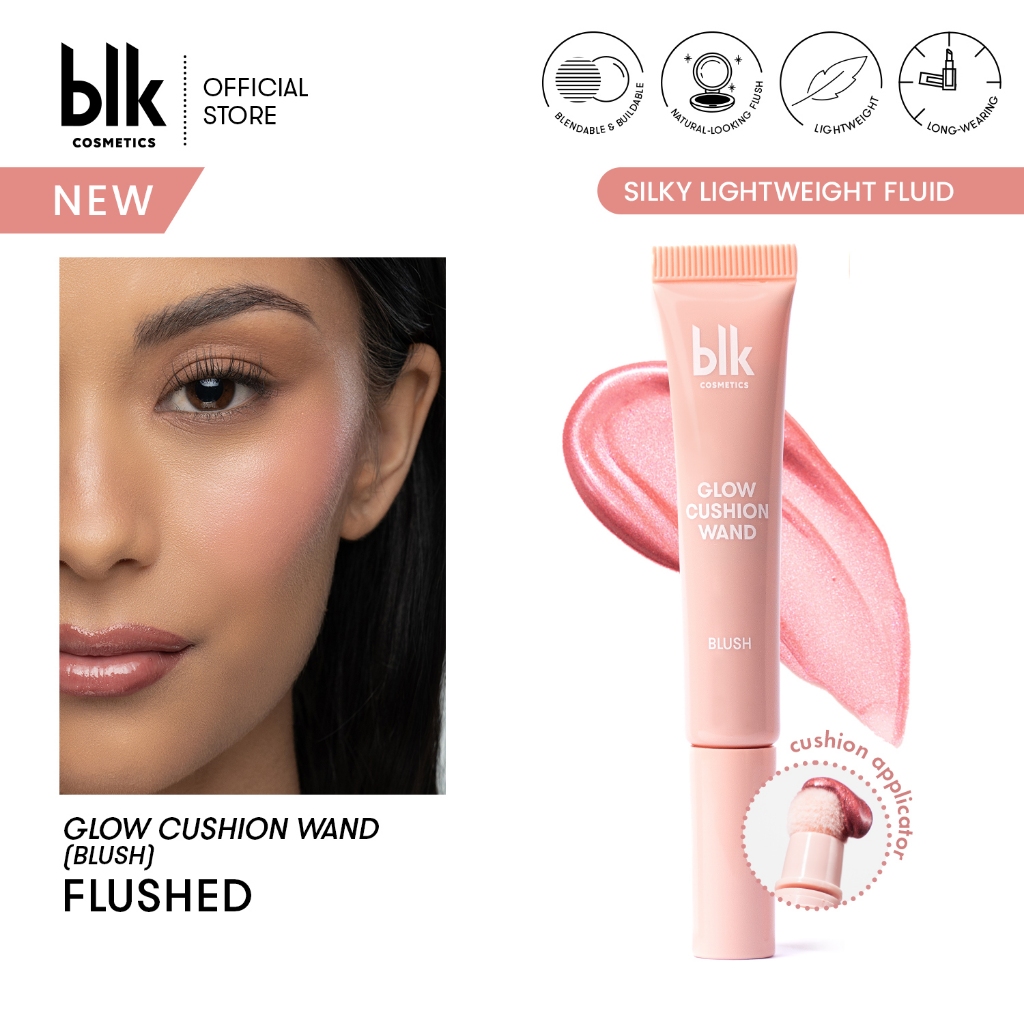 blk
COSMETICS
OFFICIAL
STORE
BLENDABLE & BUILDABLE
NATURAL-LOOKING FLUSH
LIGHTWEIGHT
LONG-WEARING
NEW
SILKY LIGHTWEIGHT FLUID
blk
COSMETICS
GLOW
CUSHION
WAND
BLUSH
cushion applicator
GLOW CUSHION WAND
(BLUSH)
FLUSHED